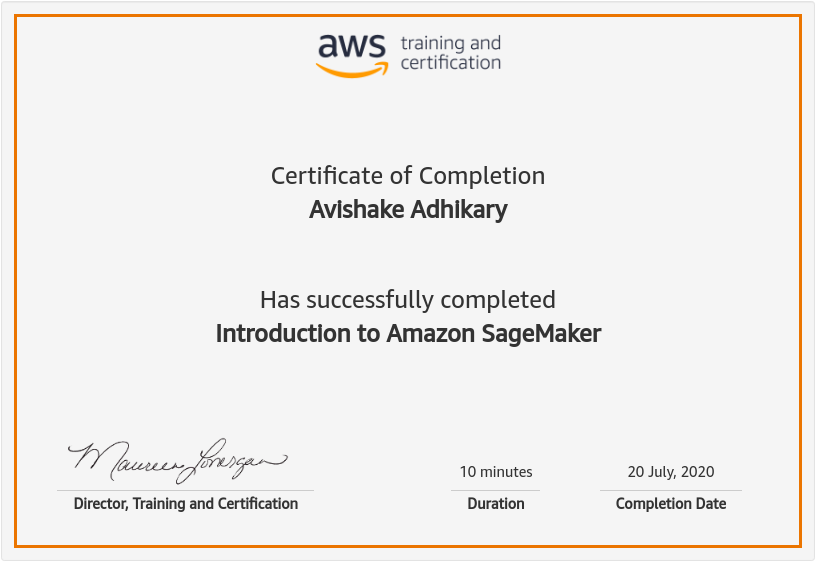 aws training and
certification
Certificate of Completion
Avishake Adhikary
Has successfully completed
Introduction to Amazon SageMaker
Maureen Lonergan
10 minutes
20 July, 2020
Director, Training and Certification
Duration
Completion Date